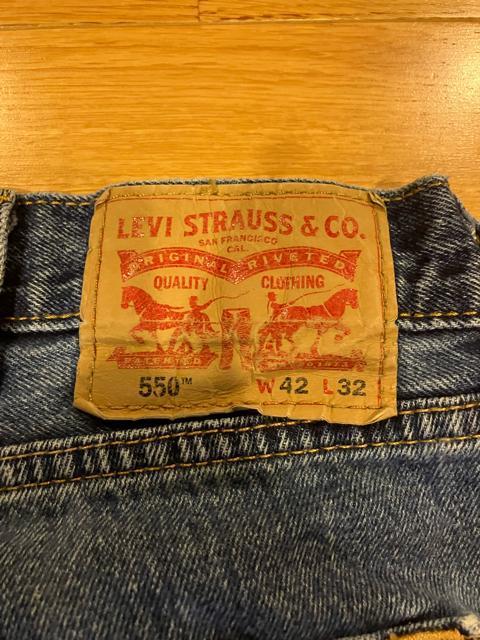 LEVI STRAUSS & CO.
SAN FRANCISCO
CAL.
ORIGINAL RIVETED
QUALITY CLOTHING
550™ W 42 L 32